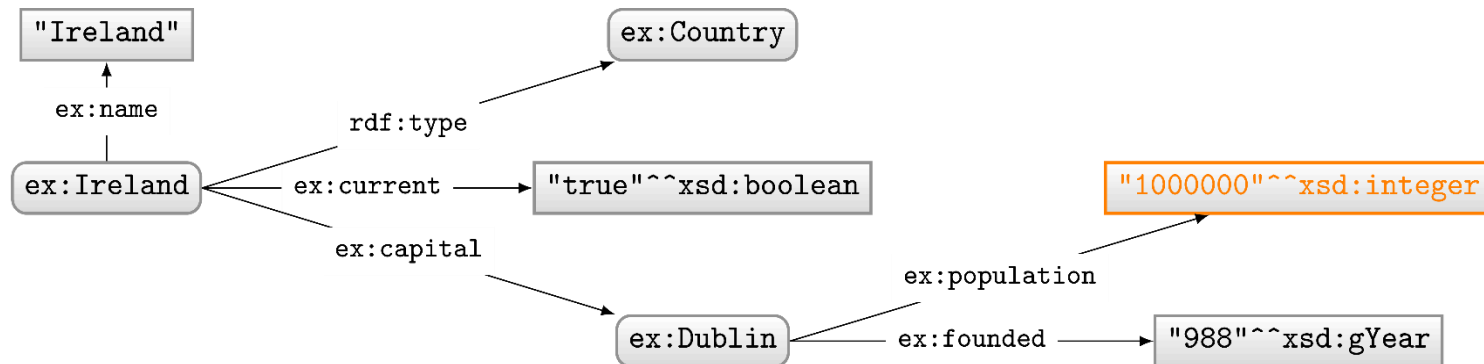 "Ireland"
ex:Country
ex:name
rdf:type
ex:Ireland
ex:current
"true"^^xsd:boolean
"1000000"^^xsd:integer
ex:capital
ex:population
ex:Dublin
ex:founded
"988"^^xsd:gYear